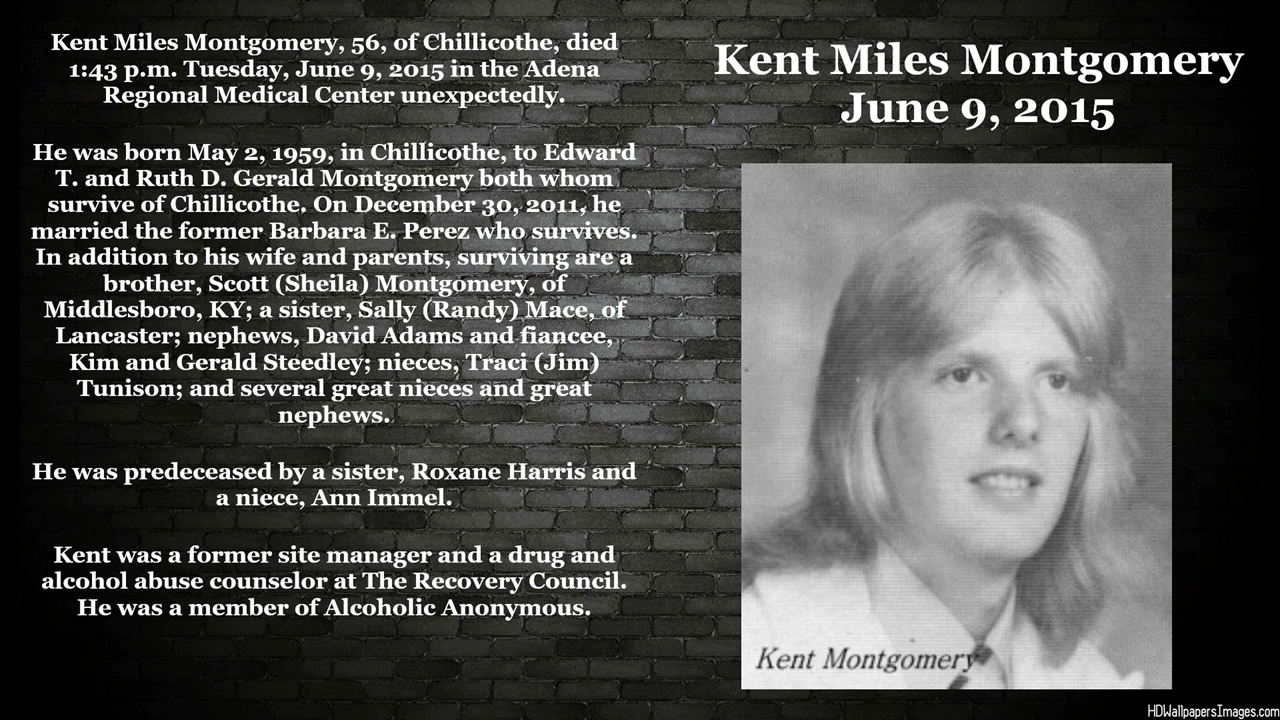 Kent Miles Montgomery, 56, of Chillicothe, died
1:43 p.m. Tuesday, June 9, 2015 in the Adena
Regional Medical Center unexpectedly.
He was born May 2, 1959, in Chillicothe, to Edward
T. and Ruth D. Gerald Montgomery both whom
survive of Chillicothe. On December 30, 2011, he
married the former Barbara E. Perez who survives.
In addition to his wife and parents, surviving are a
brother, Scott (Sheila) Montgomery, of
Middlesboro, KY; a sister, Sally (Randy) Mace, of
Lancaster; nephews, David Adams and fiancee,
Kim and Gerald Steedley; nieces, Traci (Jim)
Tunison; and several great nieces and great
nephews.
He was predeceased by a sister, Roxane Harris and
a niece, Ann Immel.
Kent was a former site manager and a drug and
alcohol abuse counselor at The Recovery Council.
He was a member of Alcoholic Anonymous.
Kent Miles Montgomery
June 9, 2015
Kent Montgomery
HDWallpapersImages.com